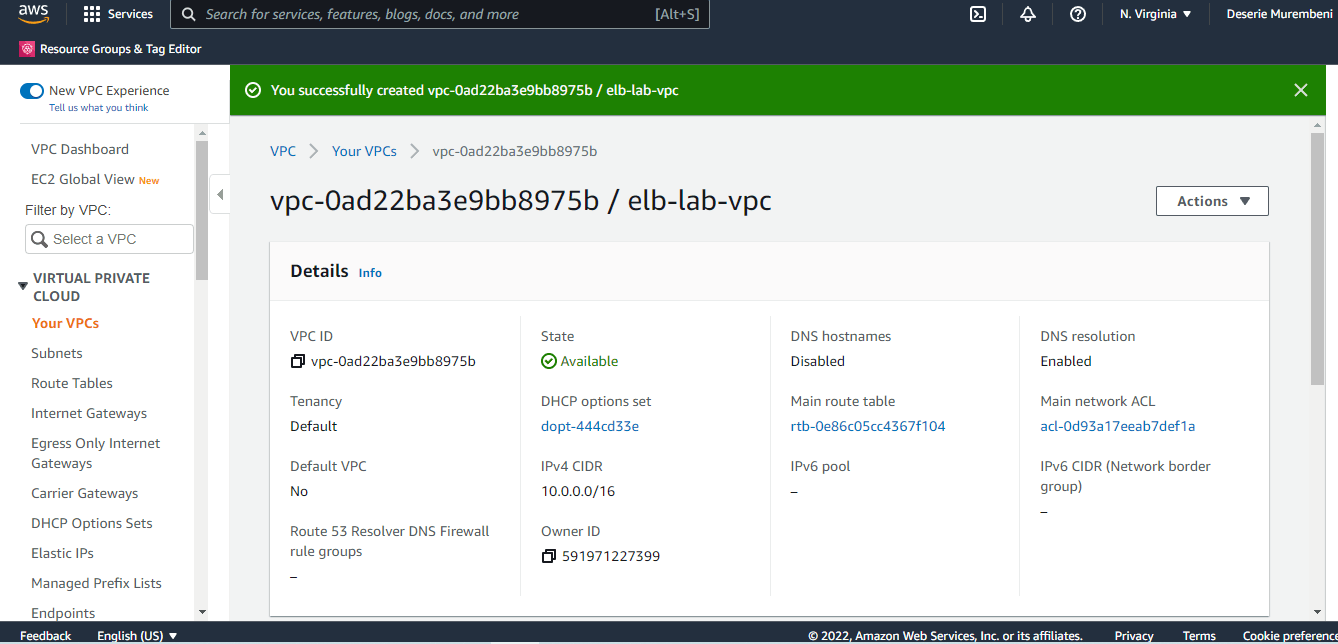 aws
Services
Search for services, features, blogs, docs, and more
[Alt+S]
N. Virginia
Deserie Murembeni
Resource Groups & Tag Editor
New VPC Experience
Tell us what you think
You successfully created vpc-0ad22ba3e9bb8975b / elb-lab-vpc
VPC Dashboard
EC2 Global View New
Filter by VPC:
Select a VPC
VIRTUAL PRIVATE
CLOUD
Your VPCs
Subnets
Route Tables
Internet Gateways
Egress Only Internet
Gateways
Carrier Gateways
DHCP Options Sets
Elastic IPs
Managed Prefix Lists
Endpoints
VPC
Your VPCs
vpc-0ad22ba3e9bb8975b
vpc-0ad22ba3e9bb8975b / elb-lab-vpc
Actions
Details Info
VPC ID
vpc-0ad22ba3e9bb8975b
State
Available
DNS hostnames
Disabled
DNS resolution
Enabled
Tenancy
Default
DHCP options set
dopt-444cd33e
Main route table
rtb-0e86c05cc4367f104
Main network ACL
acl-0d93a17eeab7def1a
Default VPC
No
IPv4 CIDR
10.0.0.0/16
IPv6 pool
–
IPv6 CIDR (Network border
group)
–
Route 53 Resolver DNS Firewall
rule groups
–
Owner ID
591971227399
Feedback
English (US)
© 2022, Amazon Web Services, Inc. or its affiliates.
Privacy
Terms
Cookie preference